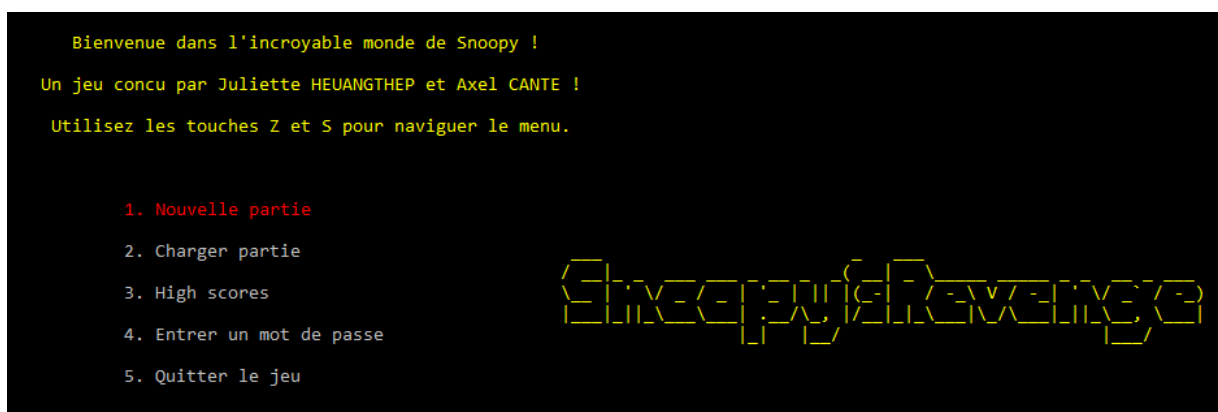 Bienvenue dans l'incroyable monde de Snoopy !
Un jeu concu par Juliette HEUANGTHEP et Axel CANTE !
Utilisez les touches Z et S pour naviguer le menu.
1. Nouvelle partie
2. Charger partie
3. High scores
4. Entrer un mot de passe
5. Quitter le jeu
Snoopy'sRevenge